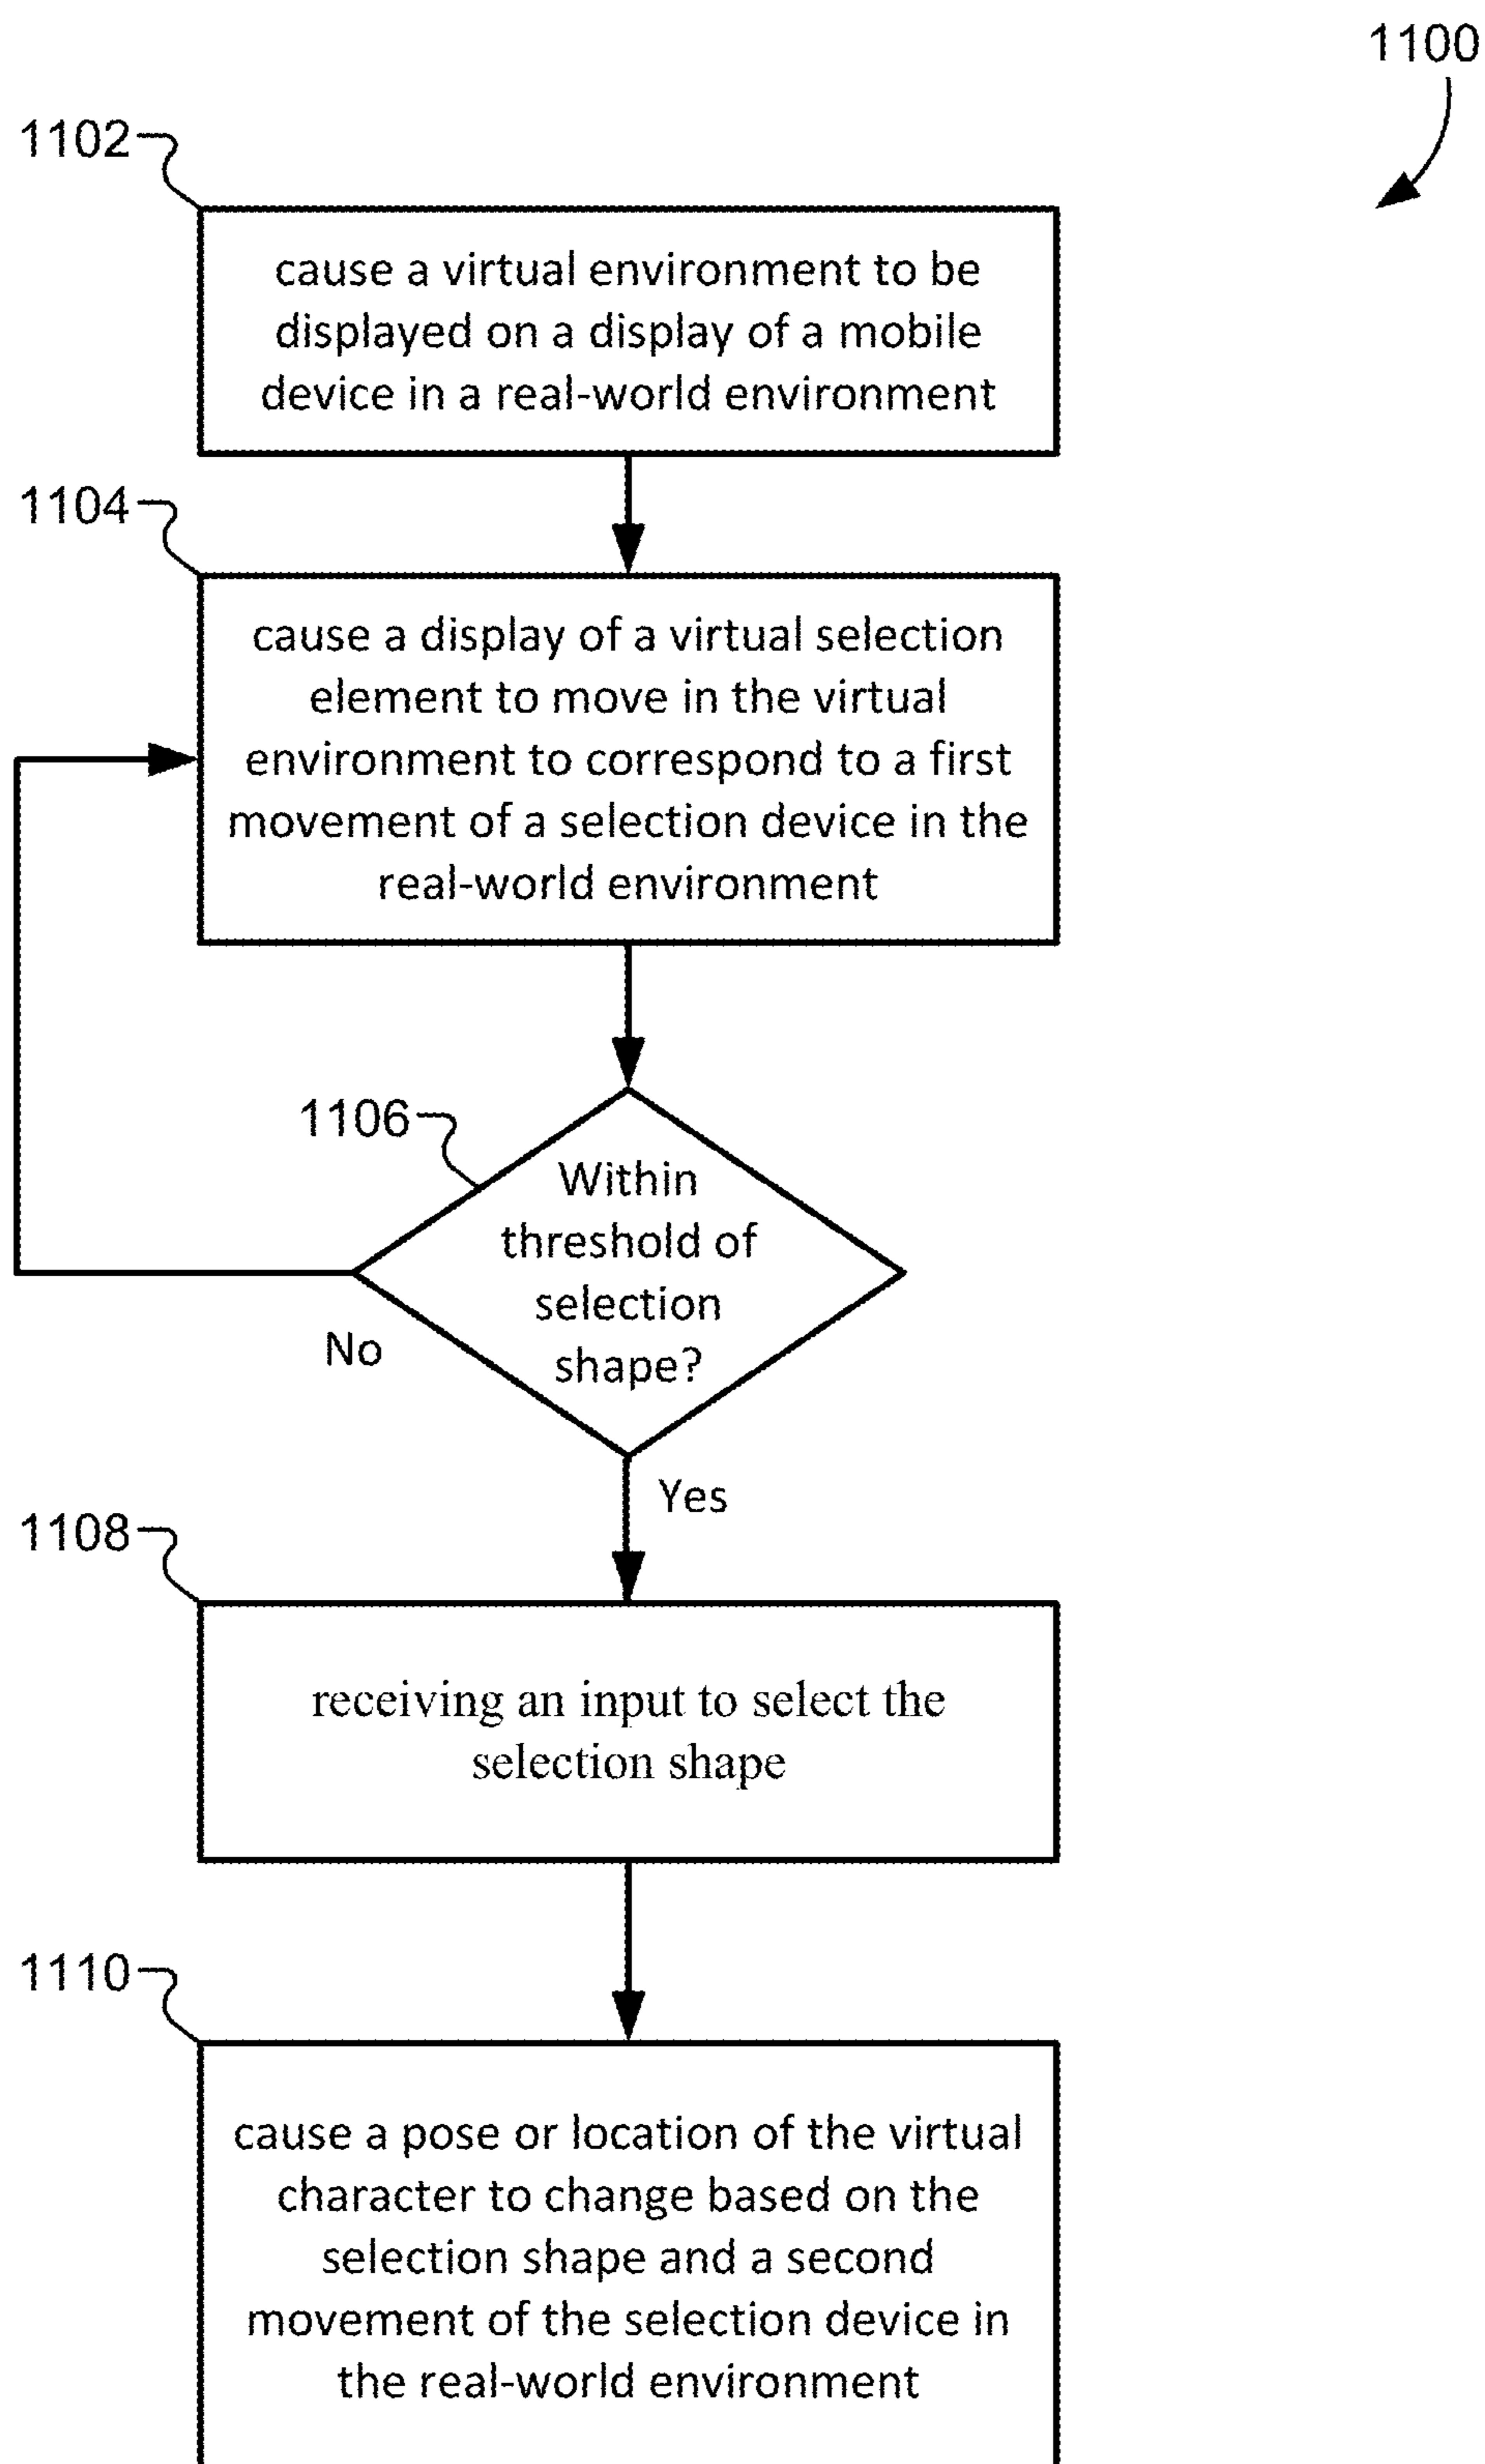 1100
1102
cause a virtual environment to be
displayed on a display of a mobile
device in a real-world environment
1104
cause a display of a virtual selection
element to move in the virtual
environment to correspond to a first
movement of a selection device in the
real-world environment
1106
Within
threshold of
selection
shape?
No
Yes
1108
receiving an input to select the
selection shape
1110
cause a pose or location of the virtual
character to change based on the
selection shape and a second
movement of the selection device in
the real-world environment